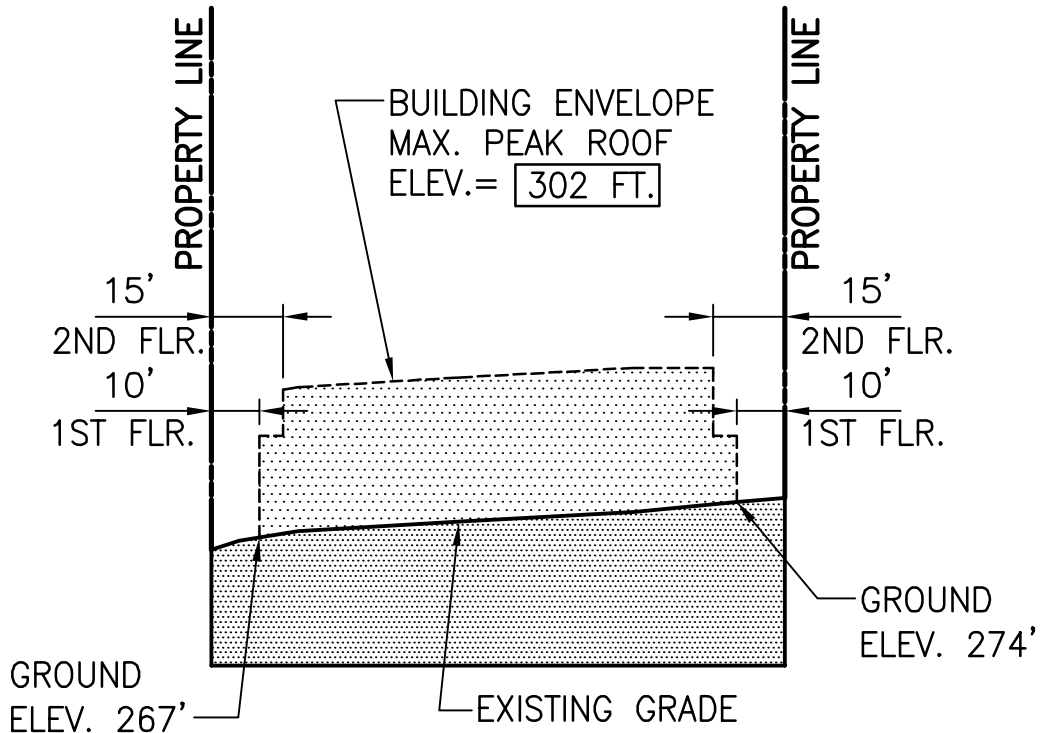 PROPERTY LINE
PROPERTY LINE
BUILDING ENVELOPE
MAX. PEAK ROOF
ELEV.= 302 FT.
15'
2ND FLR.
15'
2ND FLR.
10'
1ST FLR.
10'
1ST FLR.
GROUND
ELEV. 274'
GROUND
ELEV. 267'
EXISTING GRADE